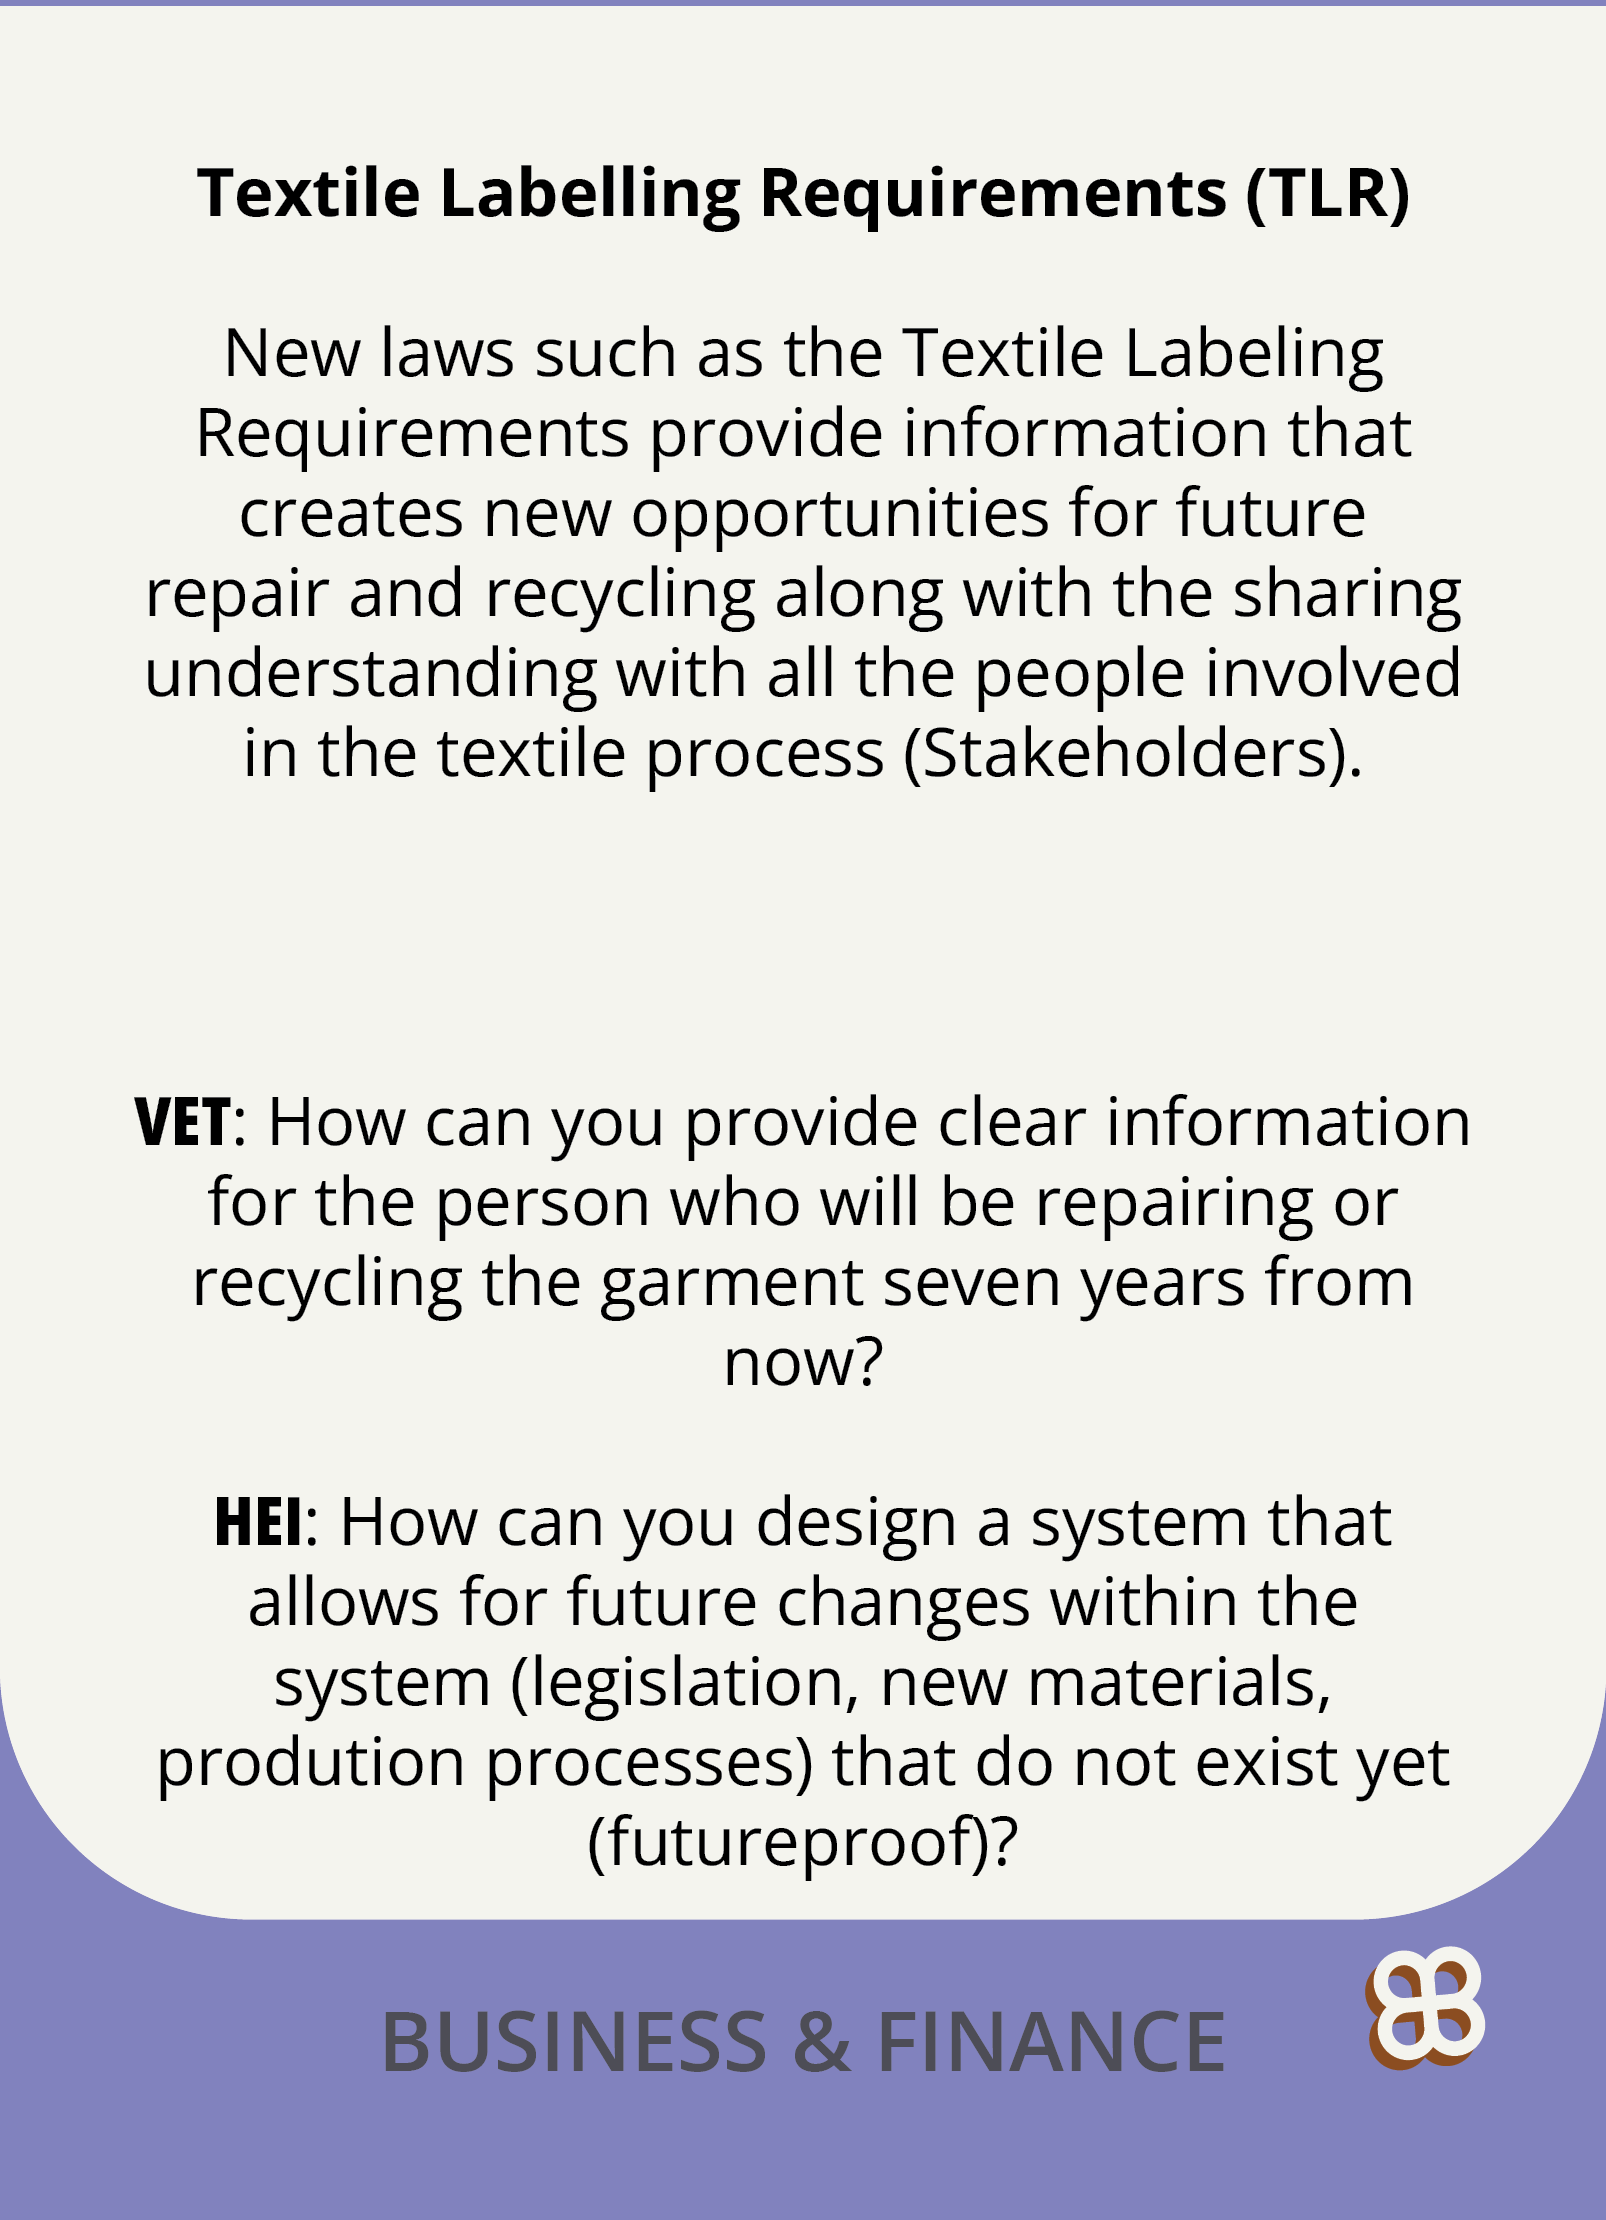 Textile Labelling Requirements (TLR)
New laws such as the Textile Labeling
Requirements provide information that
creates new opportunities for future
repair and recycling along with the sharing
understanding with all the people involved
in the textile process (Stakeholders).
VET: How can you provide clear information
for the person who will be repairing or
recycling the garment seven years from
now?
HEI: How can you design a system that
allows for future changes within the
system (legislation, new materials,
prodution processes) that do not exist yet
(futureproof)?
BUSINESS & FINANCE